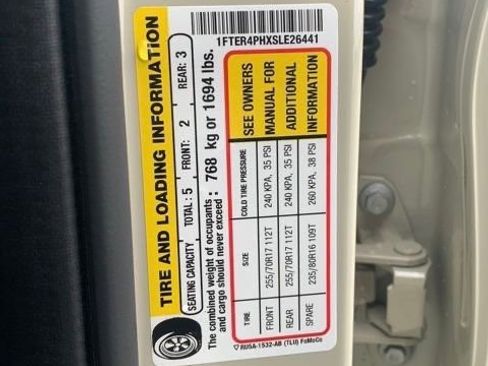 1FTER4PHXSLE26441
TIRE AND LOADING INFORMATION
SEATING CAPACITY TOTAL: 5 FRONT: 2 REAR: 3
The combined weight of occupants and cargo should never exceed: 768 kg or 1694 lbs.
TIRE SIZE COLD TIRE PRESSURE
FRONT 255/70R17 112T 240 KPA, 35 PSI
REAR 255/70R17 112T 240 KPA, 35 PSI
SPARE 235/80R16 109T 260 KPA, 38 PSI
SEE OWNERS
MANUAL FOR
ADDITIONAL
INFORMATION
RU5A-1532-AB (TLU) FoMoCo